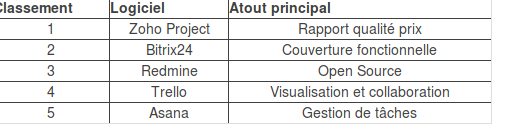 Classement Logiciel Atout principal
1 Zoho Project Rapport qualité prix
2 Bitrix24 Couverture fonctionnelle
3 Redmine Open Source
4 Trello Visualisation et collaboration
5 Asana Gestion de tâches